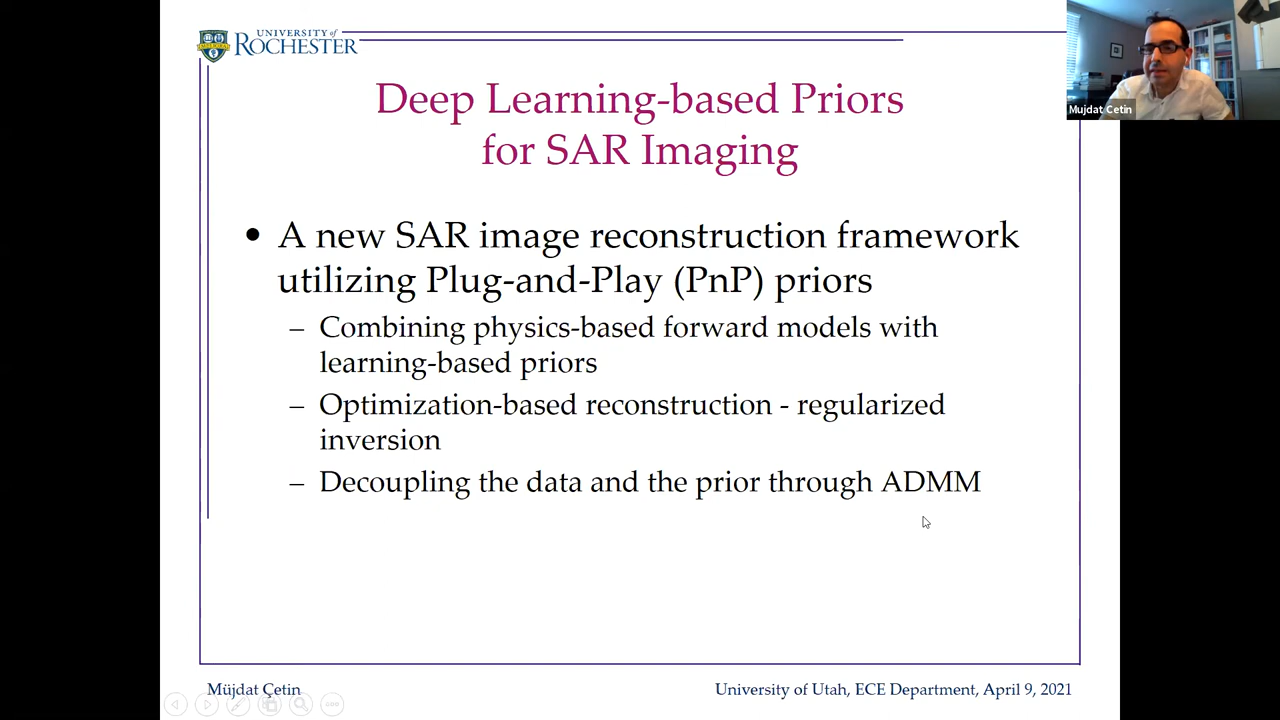 UNIVERSITY of
ROCHESTER
Mujdat Cetin
Deep Learning-based Priors
for SAR Imaging
• A new SAR image reconstruction framework
utilizing Plug-and-Play (PnP) priors
– Combining physics-based forward models with
learning-based priors
– Optimization-based reconstruction - regularized
inversion
– Decoupling the data and the prior through ADMM
Müjdat Çetin
University of Utah, ECE Department, April 9, 2021